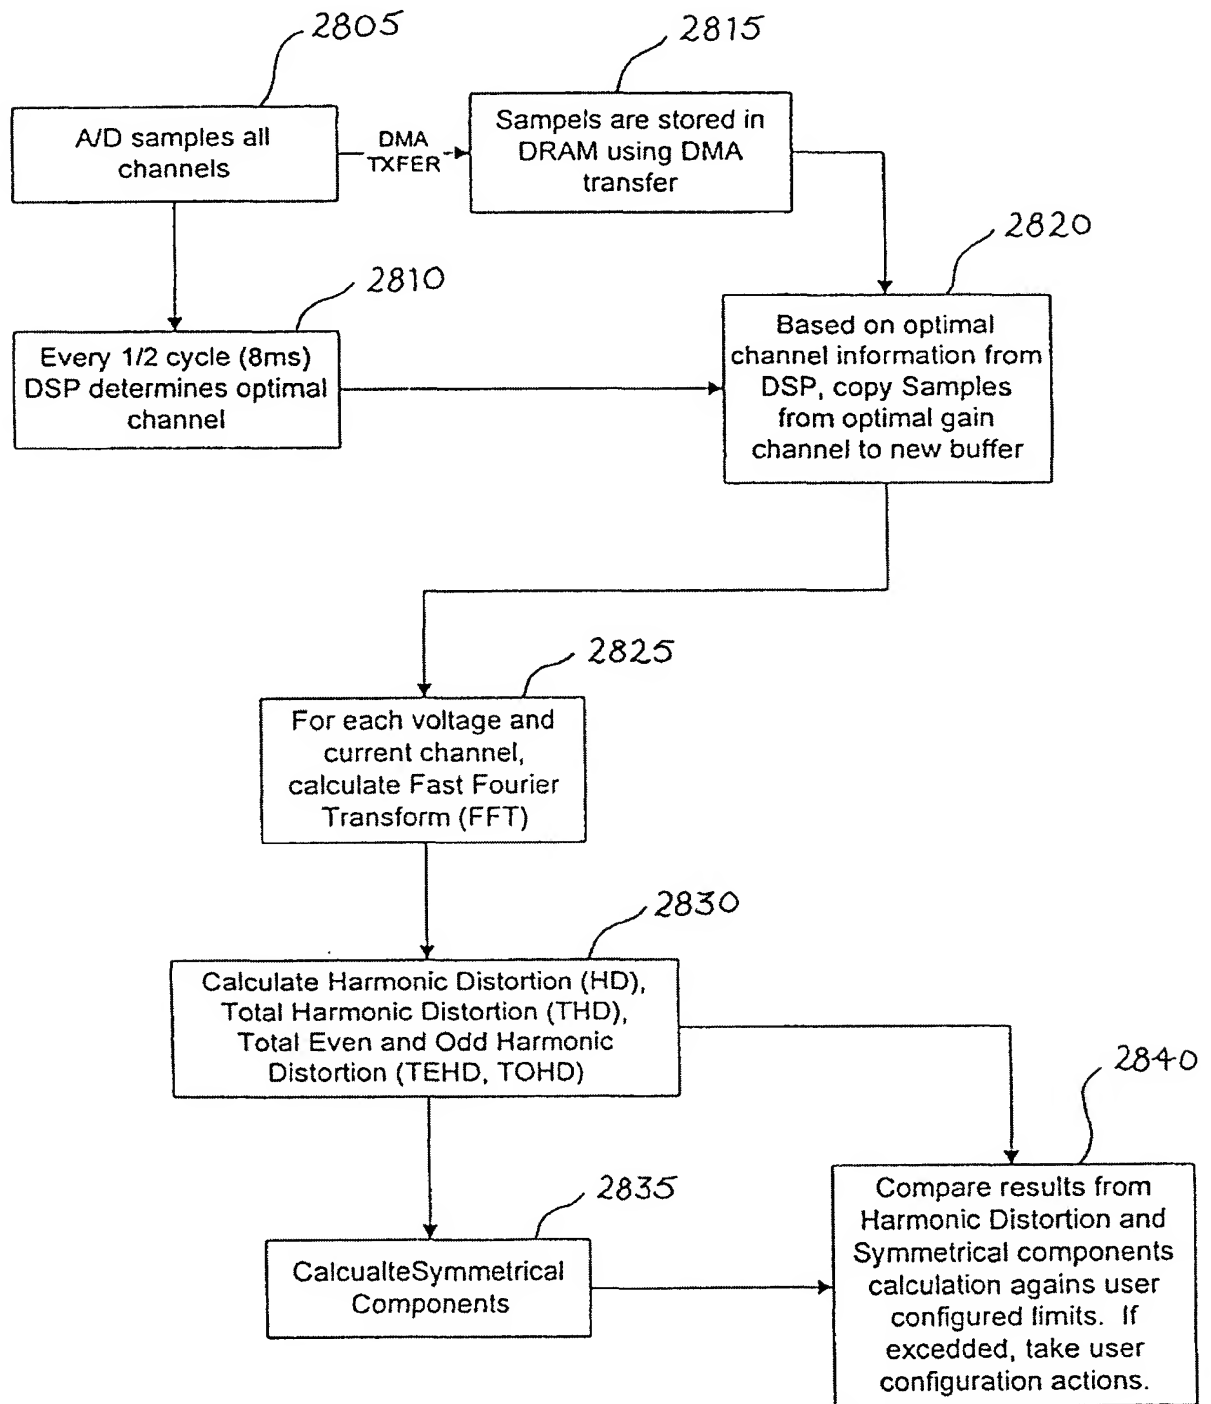 2805
A/D samples all
channels
DMA
TXFER
2815
Sampels are stored in
DRAM using DMA
transfer
2810
Every 1/2 cycle (8ms)
DSP determines optimal
channel
2820
Based on optimal
channel information from
DSP, copy Samples
from optimal gain
channel to new buffer
2825
For each voltage and
current channel,
calculate Fast Fourier
Transform (FFT)
2830
Calculate Harmonic Distortion (HD),
Total Harmonic Distortion (THD),
Total Even and Odd Harmonic
Distortion (TEHD, TOHD)
2835
CalcualteSymmetrical
Components
2840
Compare results from
Harmonic Distortion and
Symmetrical components
calculation agains user
configured limits. If
excedded, take user
configuration actions.